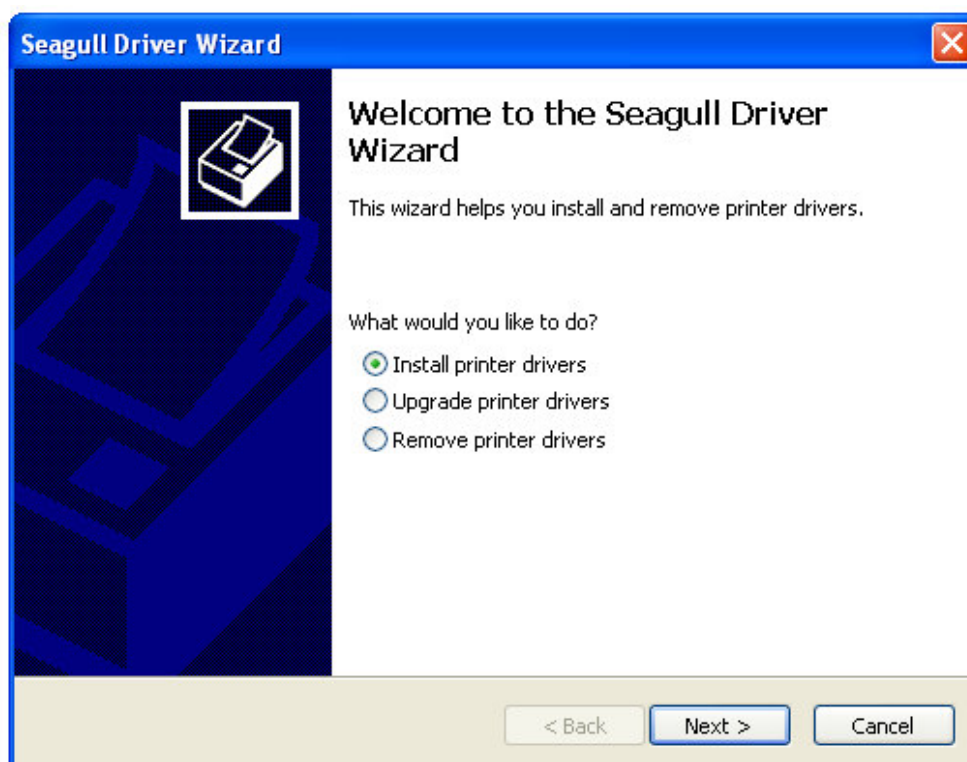 Seagull Driver Wizard
Welcome to the Seagull Driver
Wizard
This wizard helps you install and remove printer drivers.
What would you like to do?
Install printer drivers
Upgrade printer drivers
Remove printer drivers
< Back Next > Cancel